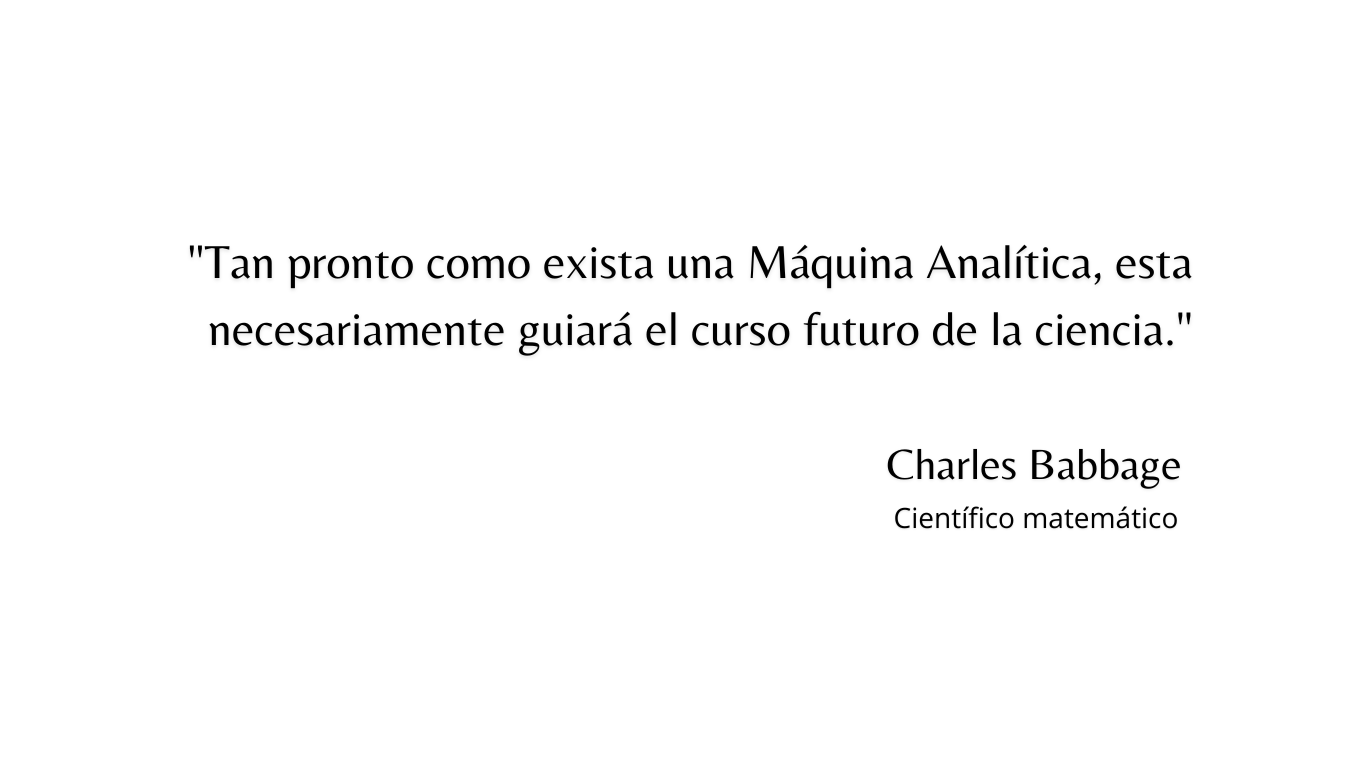 "Tan pronto como exista una Máquina Analítica, esta
necesariamente guiará el curso futuro de la ciencia."
Charles Babbage
Científico matemático